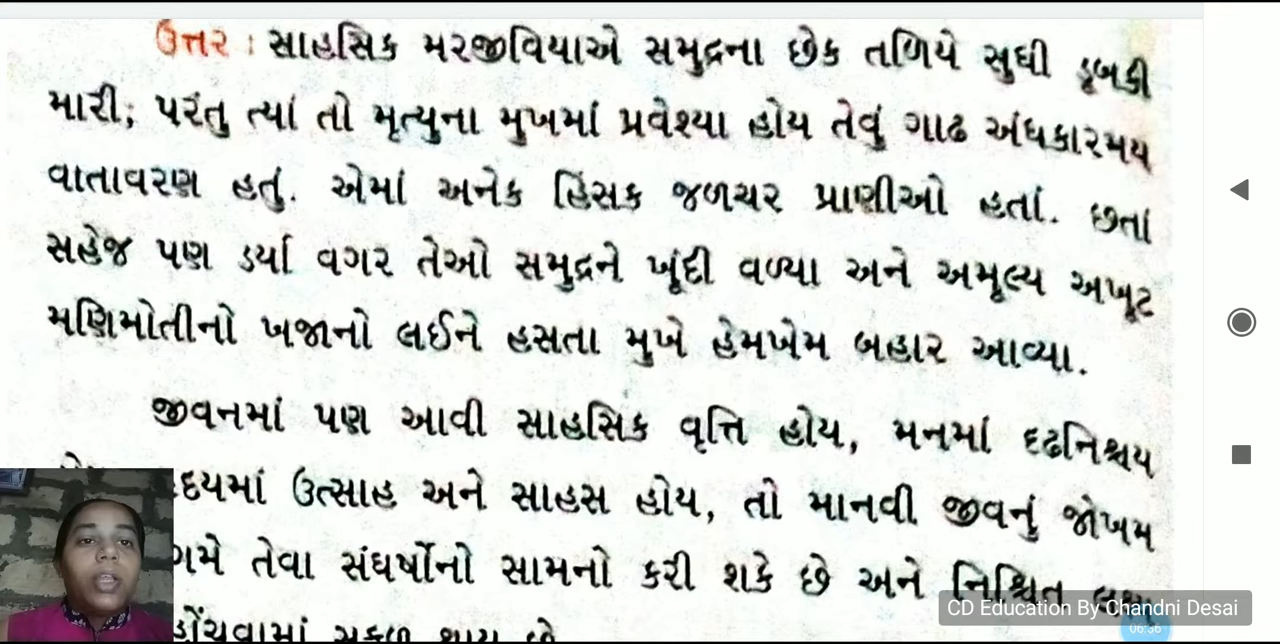 ઉત્તર : સાહસિક મરજીવિયાએ સમુદ્રના છેક તળિયે સુધી ડૂબકી
મારી; પરંતુ ત્યાં તો મૃત્યુના મુખમાં પ્રવેશ્યા હોય તેવું ગાઢ અંધકારમય
વાતાવરણ હતું. એમાં અનેક હિંસક જળચર પ્રાણીઓ હતાં. છતાં
સહેજ પણ ડર્યા વગર તેઓ સમુદ્રને ખૂંદી વળ્યા અને અમૂલ્ય અખૂટ
મણિમોતીનો ખજાનો લઈને હસતા મુખે હેમખેમ બહાર આવ્યા.
જીવનમાં પણ આવી સાહસિક વૃત્તિ હોય, મનમાં દૃઢનિશ્ચય
ઉત્સાહ અને સાહસ હોય, તો માનવી જીવનું જોખમ
ગમે તેવા સંઘર્ષોનો સામનો કરી શકે છે અને નિશ્ચિત
CD Education By Chandni Desai
06:36